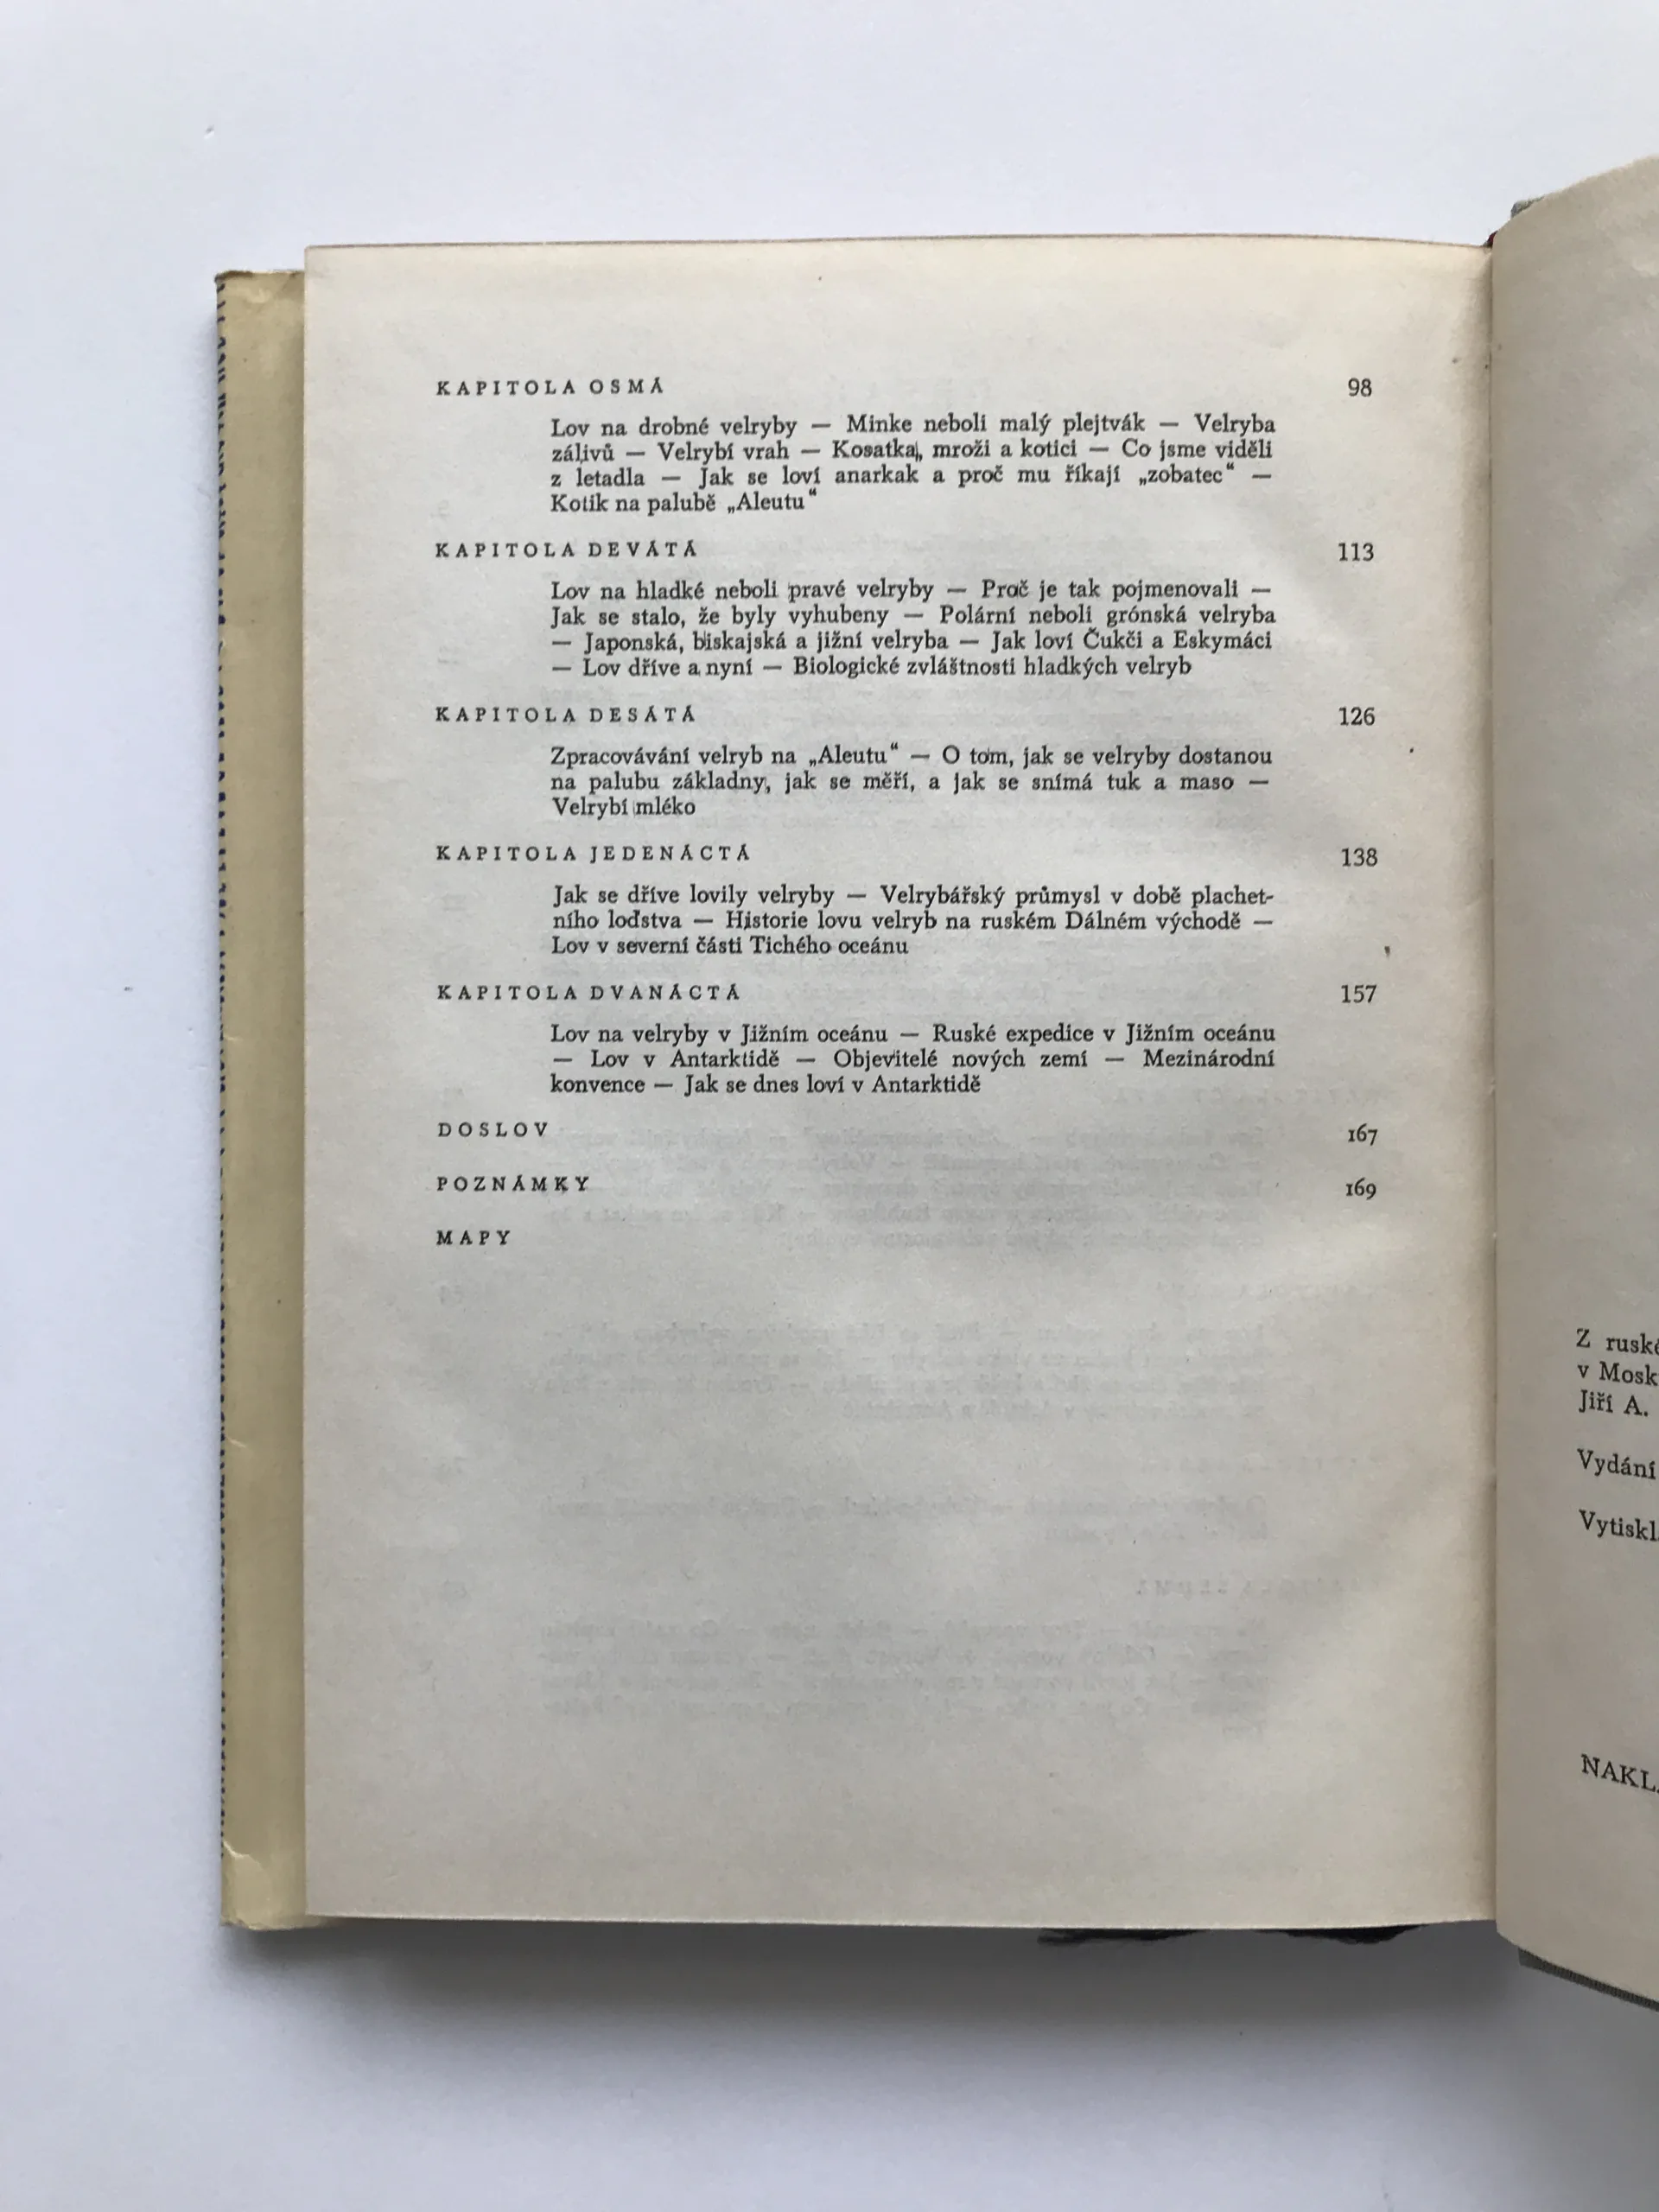 KAPITOLA OSMÁ 98
Lov na drobné velryby — Minke neboli malý plejtvák — Velryba
zálivů — Velrybí vrah — Kosatka, mroži a kotici — Co jsme viděli
z letadla — Jak se loví anarkak a proč mu říkají „zobatec“ —
Kotik na palubě „Aleutu“
KAPITOLA DEVÁTÁ 113
Lov na hladké neboli pravé velryby — Proč je tak pojmenovali —
Jak se stalo, že byly vyhubeny — Polární neboli grónská velryba
— Japonská, biskajská a jižní velryba — Jak loví Čukči a Eskymáci
— Lov dříve a nyní — Biologické zvláštnosti hladkých velryb
KAPITOLA DESÁTÁ 126
Zpracovávání velryb na „Aleutu“ — O tom, jak se velryby dostanou
na palubu základny, jak se měří, a jak se snímá tuk a maso —
Velrybí mléko
KAPITOLA JEDENÁCTÁ 138
Jak se dříve lovily velryby — Velrybářský průmysl v době plachet-
ního loďstva — Historie lovu velryb na ruském Dálném východě —
Lov v severní části Tichého oceánu
KAPITOLA DVANÁCTÁ 157
Lov na velryby v Jižním oceánu — Ruské expedice v Jižním oceánu
— Lov v Antarktidě — Objevitelé nových zemí — Mezinárodní
konvence — Jak se dnes loví v Antarktidě
DOSLOV 167
POZNÁMKY 169
MAPY
Z ruské
v Mosk
Jiří A.
Vydání
Vytiskl
NAKL